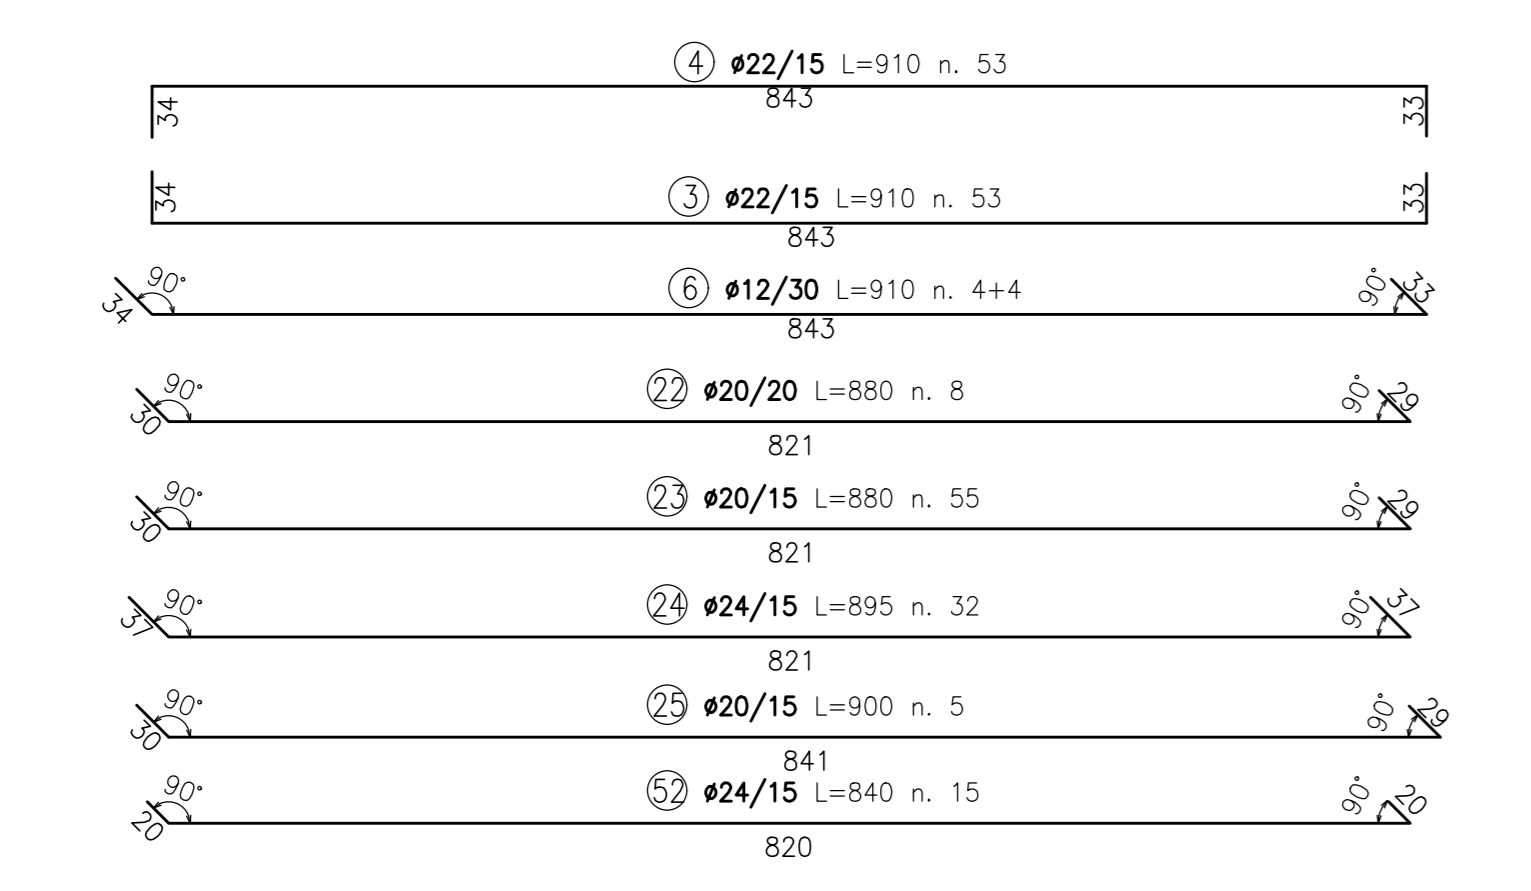 4 ø22/15 L=910 n. 53
34 843 33
3 ø22/15 L=910 n. 53
34 33
843
90° 6 ø12/30 L=910 n. 4+4 90° 33
34 843
90° 22 ø20/20 L=880 n. 8 90° 29
30 821
90° 23 ø20/15 L=880 n. 55 90° 29
30 821
90° 24 ø24/15 L=895 n. 32 90° 37
37 821
90° 25 ø20/15 L=900 n. 5 90° 29
30 841
90° 52 ø24/15 L=840 n. 15 90° 20
20 820